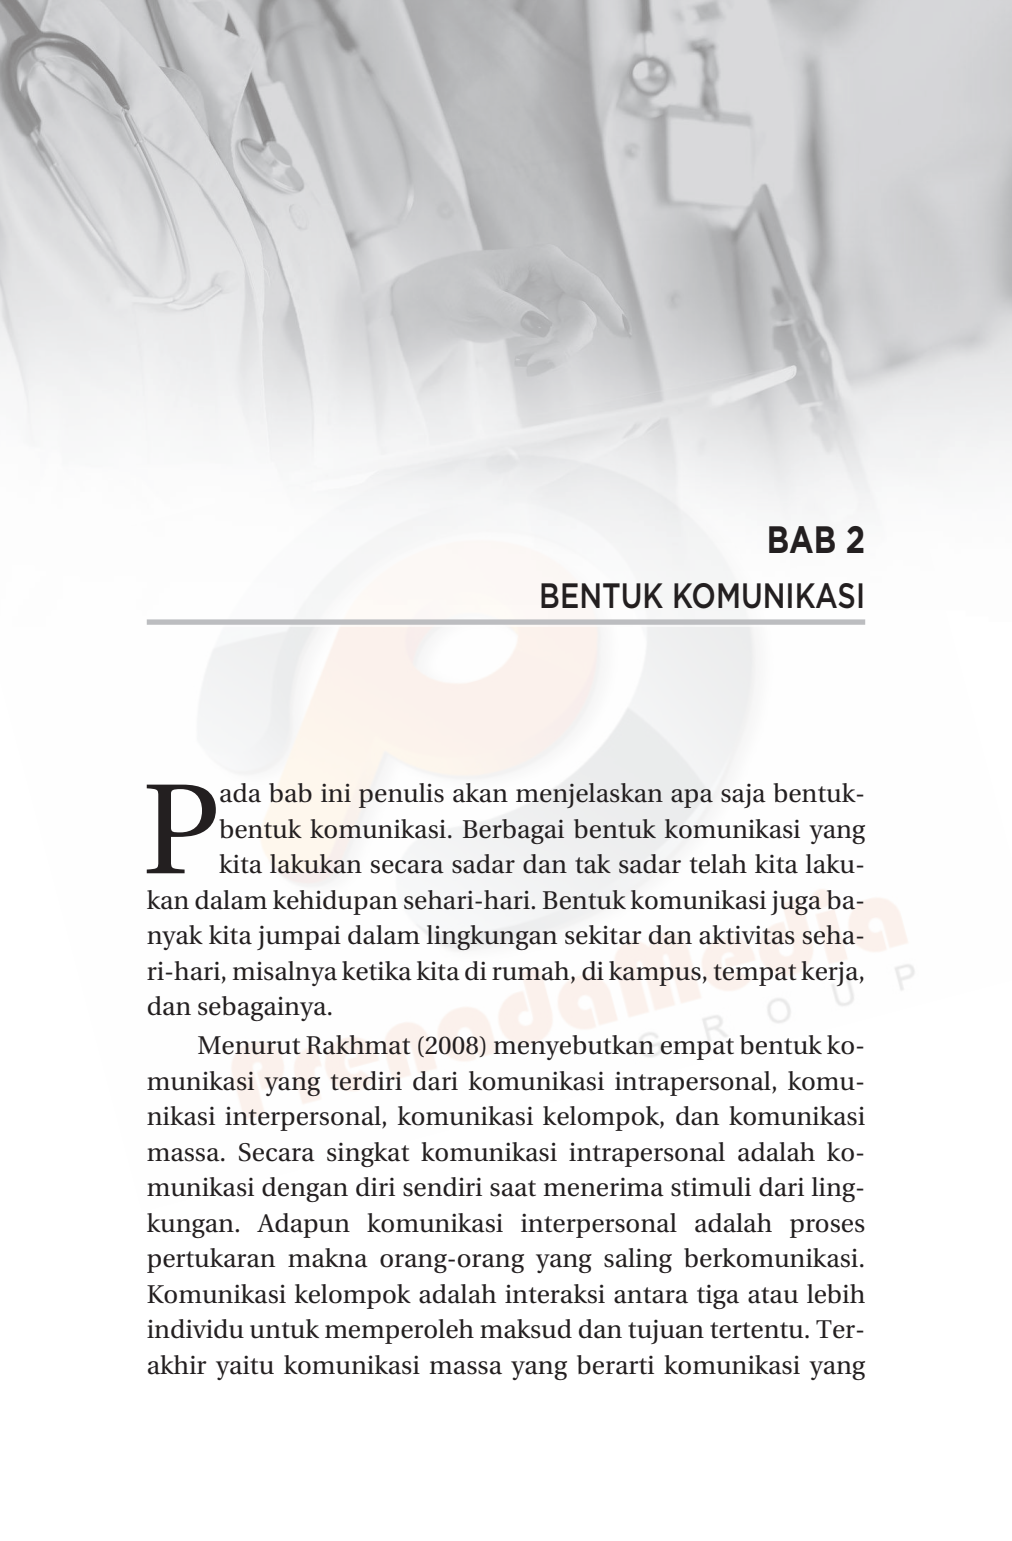 BAB 2
BENTUK KOMUNIKASI
Pada bab ini penulis akan menjelaskan apa saja bentuk-
bentuk komunikasi. Berbagai bentuk komunikasi yang
kita lakukan secara sadar dan tak sadar telah kita laku-
kan dalam kehidupan sehari-hari. Bentuk komunikasi juga ba-
nyak kita jumpai dalam lingkungan sekitar dan aktivitas seha-
ri-hari, misalnya ketika kita di rumah, di kampus, tempat kerja,
dan sebagainya.
Menurut Rakhmat (2008) menyebutkan empat bentuk ko-
munikasi yang terdiri dari komunikasi intrapersonal, komu-
nikasi interpersonal, komunikasi kelompok, dan komunikasi
massa. Secara singkat komunikasi intrapersonal adalah ko-
munikasi dengan diri sendiri saat menerima stimuli dari ling-
kungan. Adapun komunikasi interpersonal adalah proses
pertukaran makna orang-orang yang saling berkomunikasi.
Komunikasi kelompok adalah interaksi antara tiga atau lebih
individu untuk memperoleh maksud dan tujuan tertentu. Ter-
akhir yaitu komunikasi massa yang berarti komunikasi yang
PrenadaMedia
GROUP